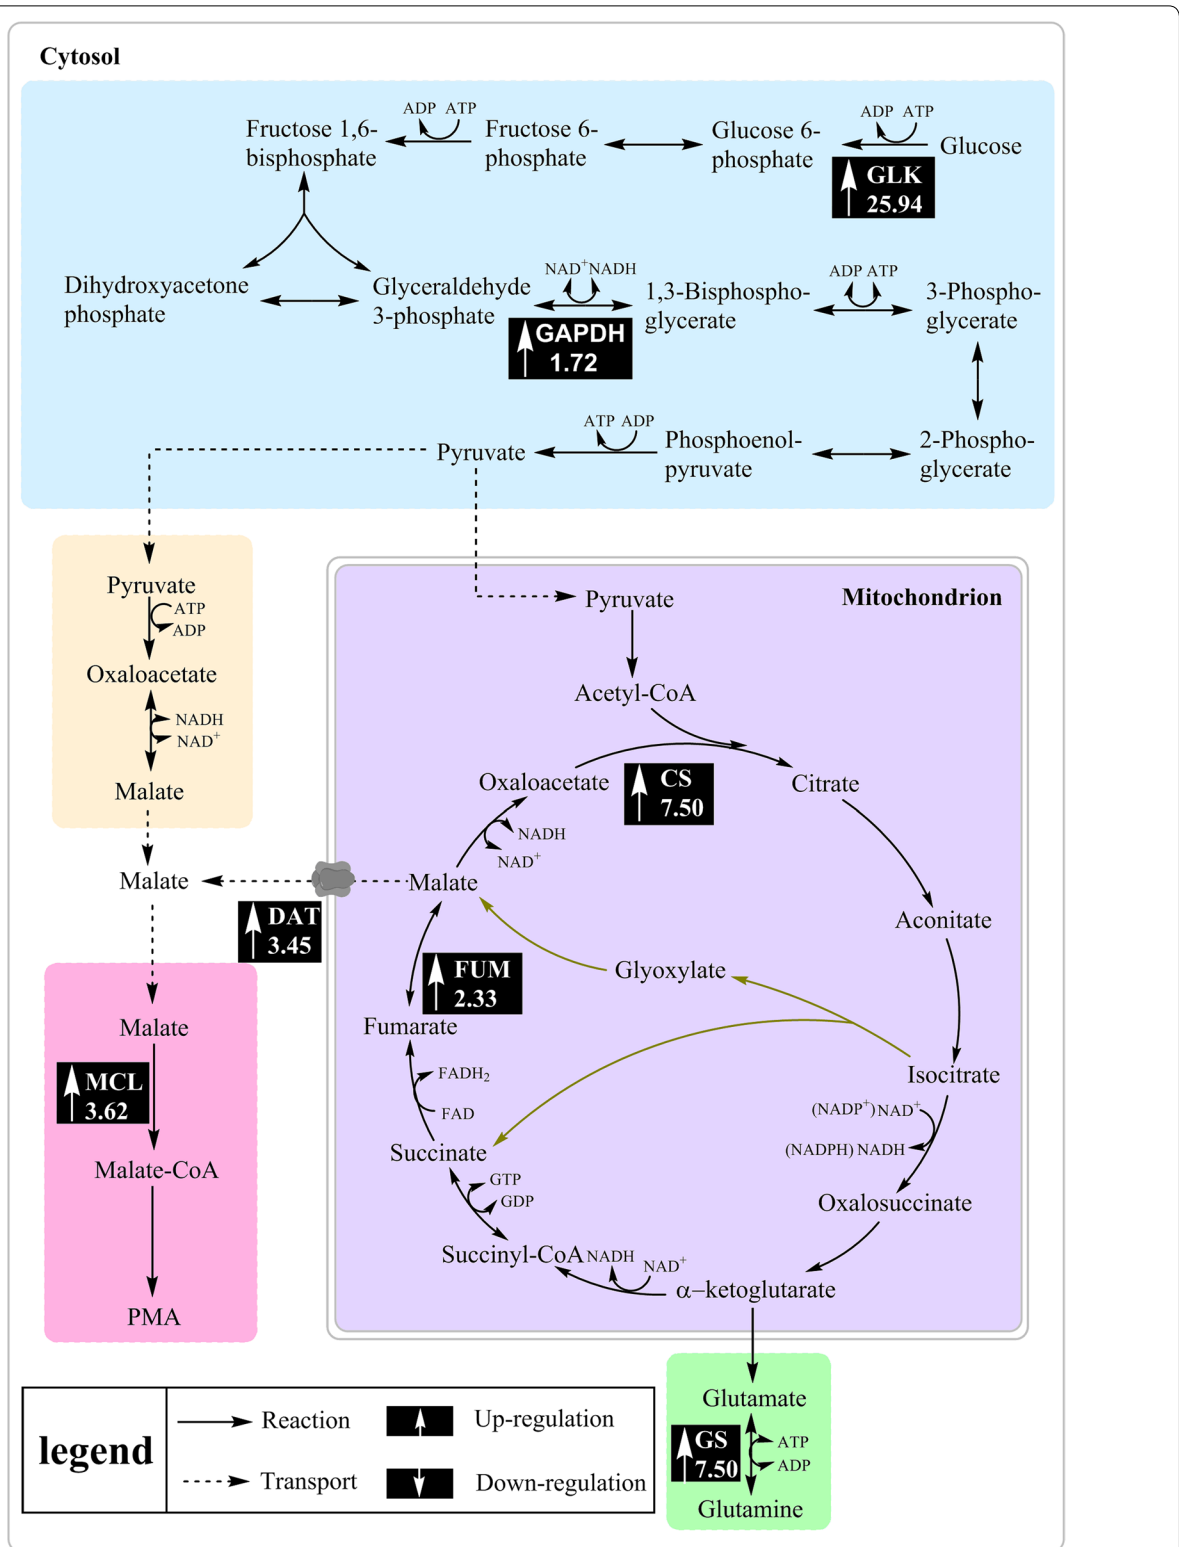 Cytosol
ADP ATP
ADP ATP
Fructose 1,6-
bisphosphate
Fructose 6-
phosphate
Glucose 6-
phosphate
Glucose
GLK
25.94
Dihydroxyacetone
phosphate
Glyceraldehyde
3-phosphate
NAD+NADH
GAPDH
1.72
1,3-Bisphospho-
glycerate
ADP ATP
3-Phospho-
glycerate
Pyruvate
ATP ADP
Phosphoenol-
pyruvate
2-Phospho-
glycerate
Pyruvate
ATP
ADP
Oxaloacetate
NADH
NAD+
Malate
Malate
DAT
3.45
Malate
MCL
3.62
Malate-CoA
PMA
Mitochondrion
Pyruvate
Acetyl-CoA
Oxaloacetate
CS
7.50
Citrate
NADH
NAD+
Malate
Aconitate
Glyoxylate
FUM
2.33
Fumarate
Isocitrate
FADH2
FAD
(NADP+)NAD+
(NADPH) NADH
Succinate
GTP
GDP
Oxalosuccinate
Succinyl-CoA
NADH
NAD+
α–ketoglutarate
Glutamate
GS
7.50
ATP
ADP
Glutamine
legend
Reaction
Up-regulation
Transport
Down-regulation